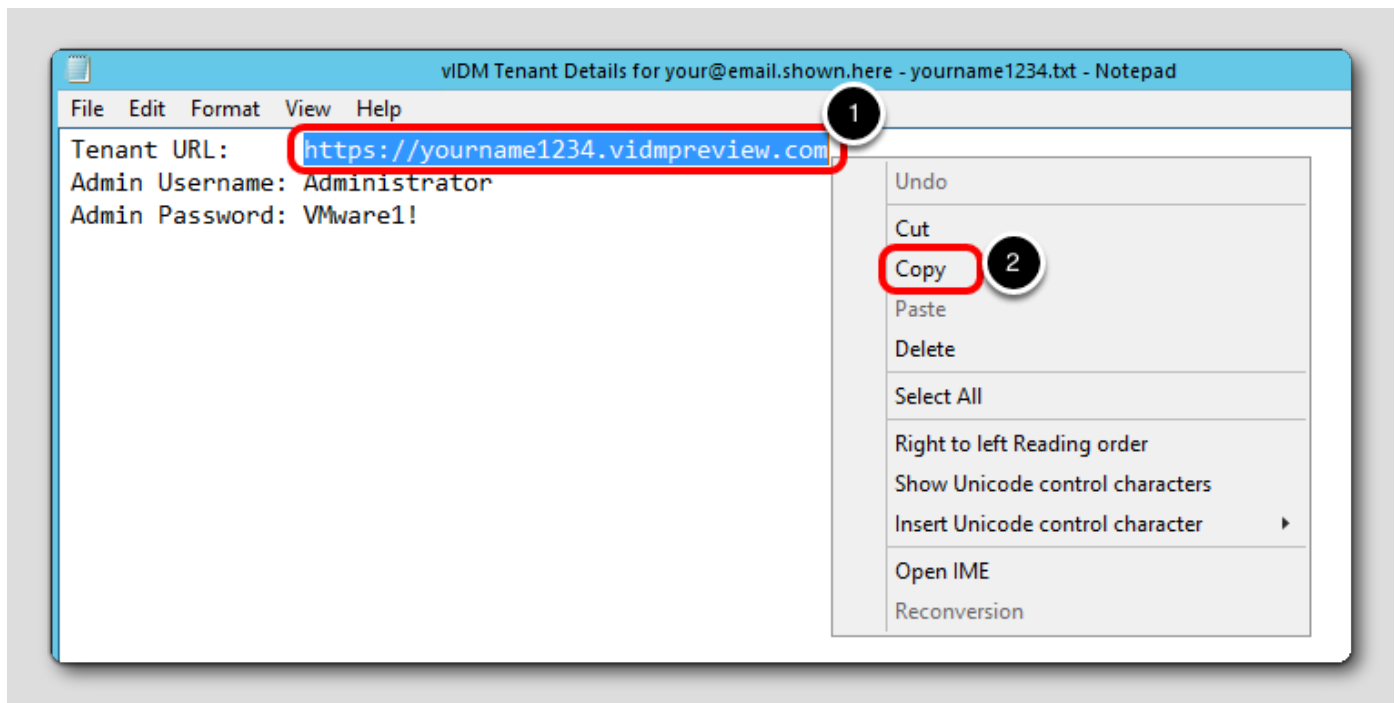 vIDM Tenant Details for your@email.shown.here - yourname1234.txt - Notepad
File Edit Format View Help
1
Tenant URL: https://yourname1234.vidmpreview.com
Admin Username: Administrator
Admin Password: VMware1!
Undo
Cut
Copy 2
Paste
Delete
Select All
Right to left Reading order
Show Unicode control characters
Insert Unicode control character
Open IME
Reconversion